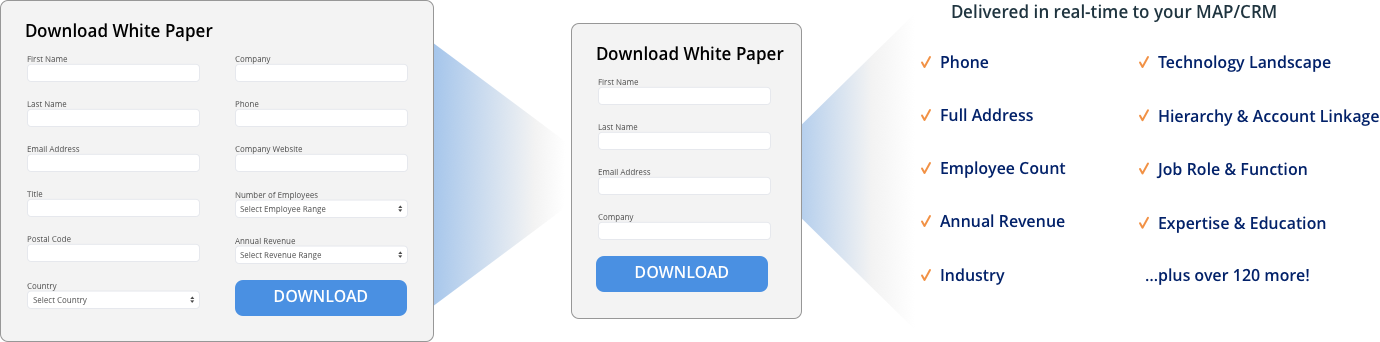 Download White Paper
First Name
Last Name
Email Address
Title
Postal Code
Country
Select Country
Company
Phone
Company Website
Number of Employees
Select Employee Range
Annual Revenue
Select Revenue Range
DOWNLOAD
Download White Paper
First Name
Last Name
Email Address
Company
DOWNLOAD
Delivered in real-time to your MAP/CRM
✓ Phone
✓ Full Address
✓ Employee Count
✓ Annual Revenue
✓ Industry
✓ Technology Landscape
✓ Hierarchy & Account Linkage
✓ Job Role & Function
✓ Expertise & Education
...plus over 120 more!